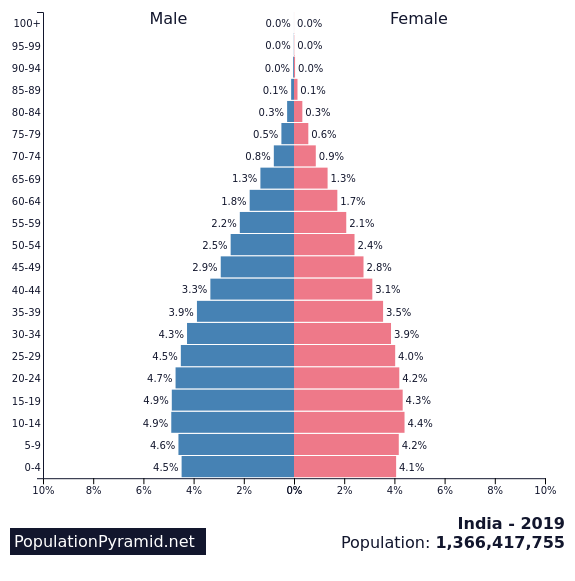 Male Female
100+ 0.0% 0.0%
95-99 0.0% 0.0%
90-94 0.0% 0.0%
85-89 0.1% 0.1%
80-84 0.3% 0.3%
75-79 0.5% 0.6%
70-74 0.8% 0.9%
65-69 1.3% 1.3%
60-64 1.8% 1.7%
55-59 2.2% 2.1%
50-54 2.5% 2.4%
45-49 2.9% 2.8%
40-44 3.3% 3.1%
35-39 3.9% 3.5%
30-34 4.3% 3.9%
25-29 4.5% 4.0%
20-24 4.7% 4.2%
15-19 4.9% 4.3%
10-14 4.9% 4.4%
5-9 4.6% 4.2%
0-4 4.5% 4.1%
10% 8% 6% 4% 2% 0% 2% 4% 6% 8% 10%
India - 2019
PopulationPyramid.net Population: 1,366,417,755